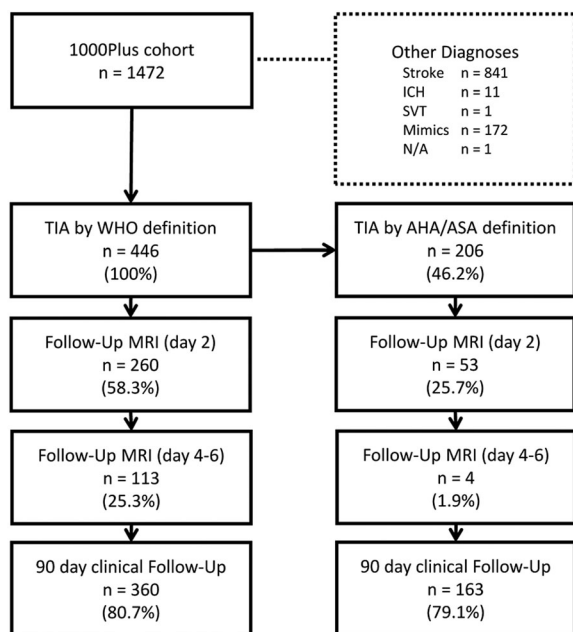 1000Plus cohort
n = 1472
Other Diagnoses
Stroke n = 841
ICH n = 11
SVT n = 1
Mimics n = 172
N/A n = 1
TIA by WHO definition
n = 446
(100%)
TIA by AHA/ASA definition
n = 206
(46.2%)
Follow-Up MRI (day 2)
n = 260
(58.3%)
Follow-Up MRI (day 2)
n = 53
(25.7%)
Follow-Up MRI (day 4-6)
n = 113
(25.3%)
Follow-Up MRI (day 4-6)
n = 4
(1.9%)
90 day clinical Follow-Up
n = 360
(80.7%)
90 day clinical Follow-Up
n = 163
(79.1%)